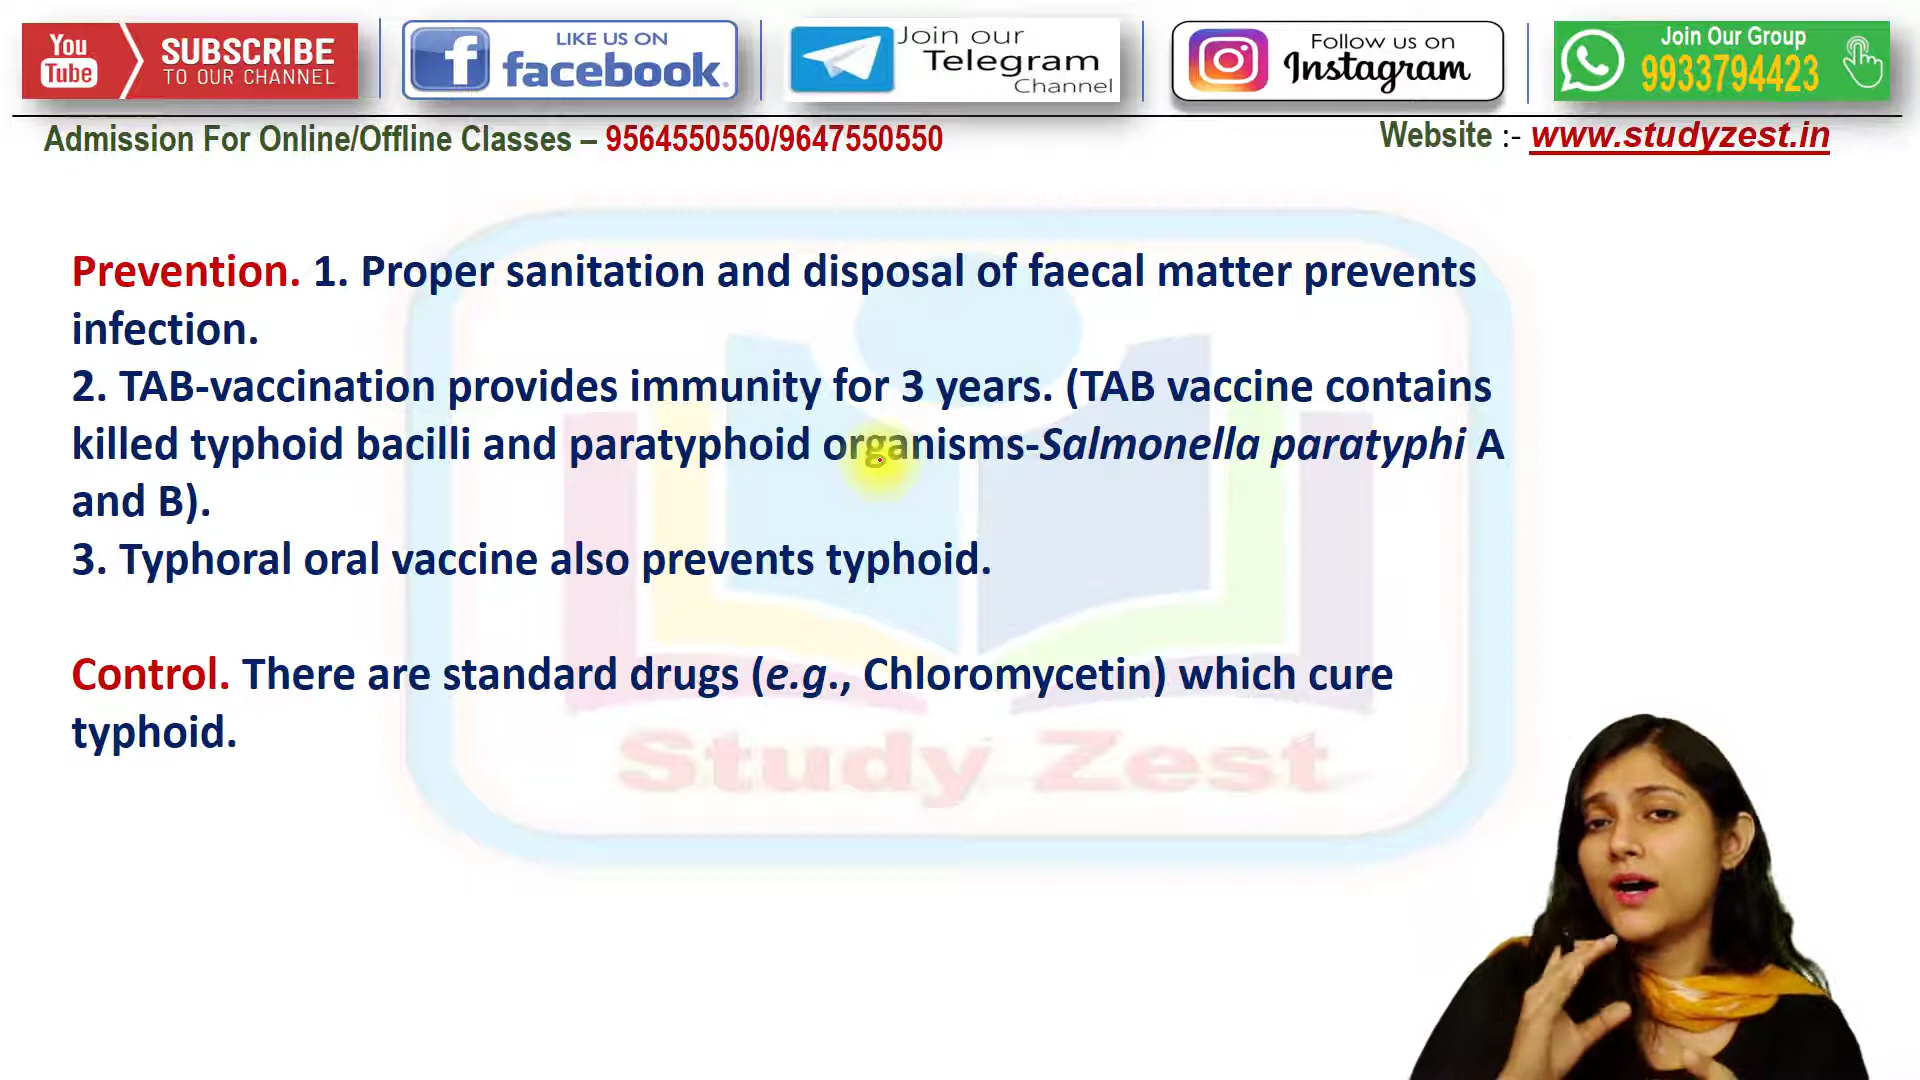 You Tube SUBSCRIBE TO OUR CHANNEL
LIKE US ON facebook.
Join our Telegram Channel
Follow us on Instagram
Join Our Group 9933794423
Admission For Online/Offline Classes – 9564550550/9647550550
Website :- www.studyzest.in
Prevention. 1. Proper sanitation and disposal of faecal matter prevents
infection.
2. TAB-vaccination provides immunity for 3 years. (TAB vaccine contains
killed typhoid bacilli and paratyphoid organisms-Salmonella paratyphi A
and B).
3. Typhoral oral vaccine also prevents typhoid.
Control. There are standard drugs (e.g., Chloromycetin) which cure
typhoid.
Study Zest